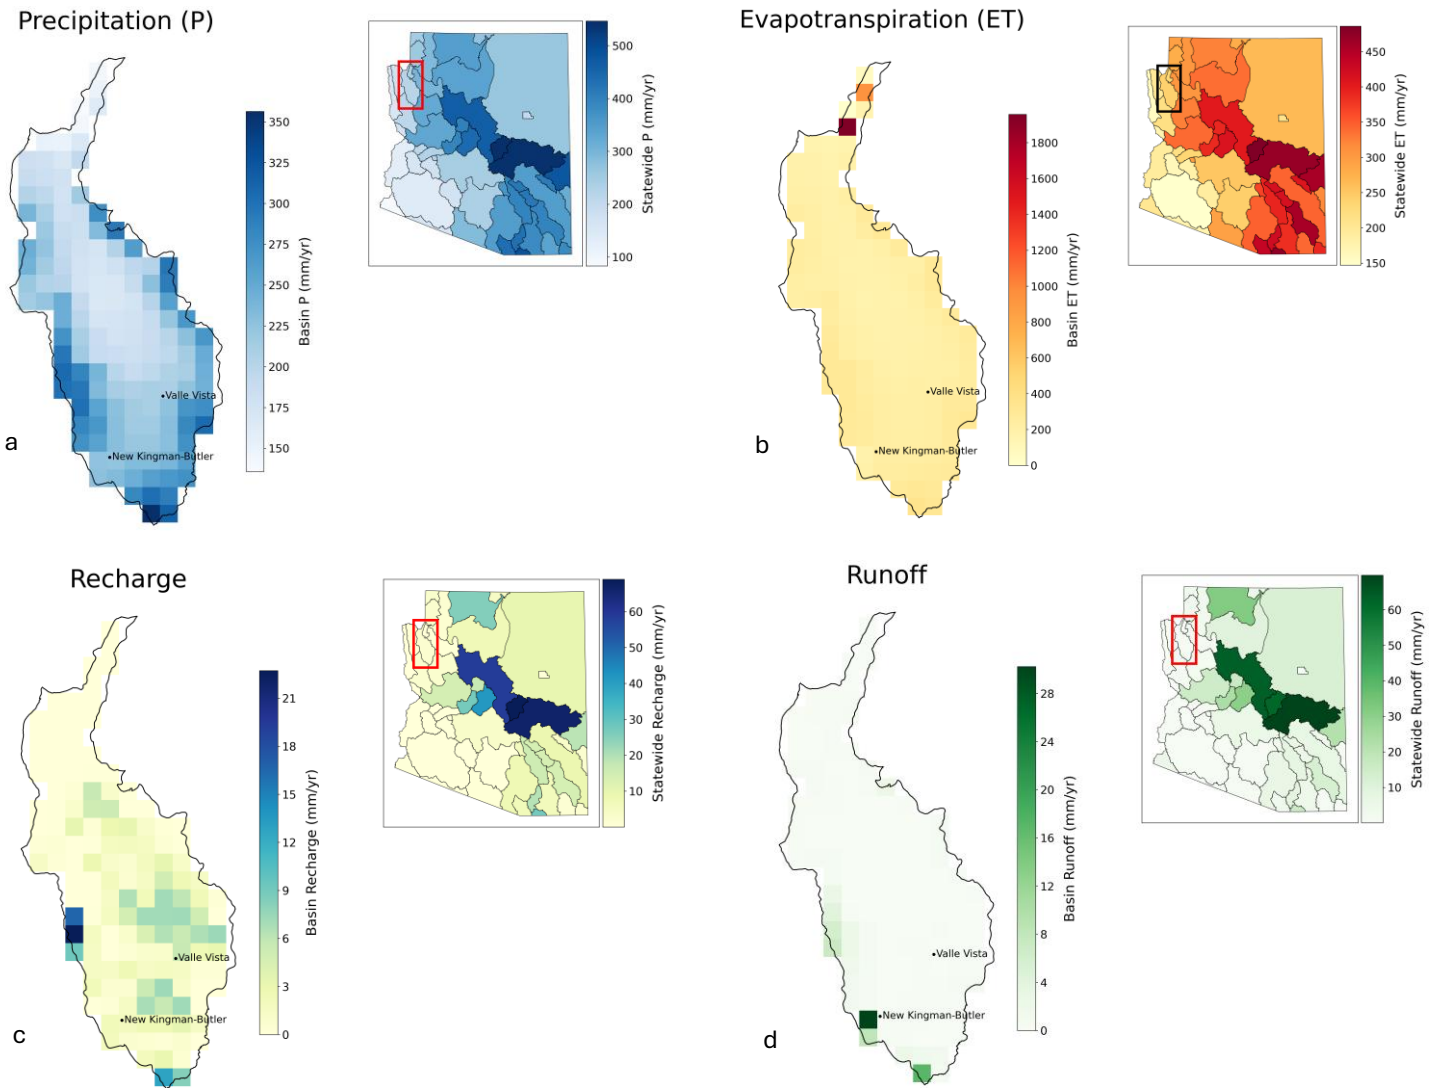 Precipitation (P)
350
325
300
275
250
225
200
175
150
Basin P (mm/yr)
Valle Vista
New Kingman-Butler
a
500
400
300
200
100
Statewide P (mm/yr)
Evapotranspiration (ET)
1800
1600
1400
1200
1000
800
600
400
200
0
Basin ET (mm/yr)
Valle Vista
New Kingman-Butler
b
450
400
350
300
250
200
150
Statewide ET (mm/yr)
Recharge
21
18
15
12
9
6
3
0
Basin Recharge (mm/yr)
Valle Vista
New Kingman-Butler
c
60
50
40
30
20
10
Statewide Recharge (mm/yr)
Runoff
28
24
20
16
12
8
4
0
Basin Runoff (mm/yr)
Valle Vista
New Kingman-Butler
d
60
50
40
30
20
10
Statewide Runoff (mm/yr)